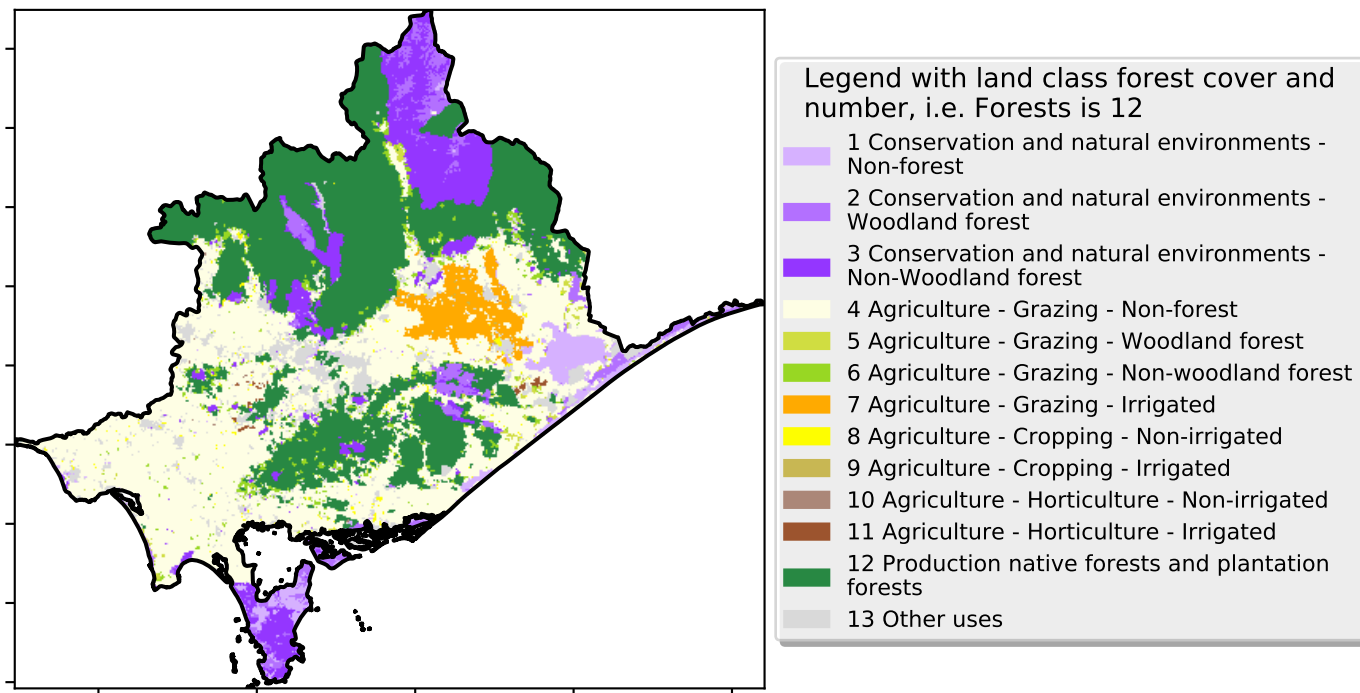 Legend with land class forest cover and
number, i.e. Forests is 12
1 Conservation and natural environments -
Non-forest
2 Conservation and natural environments -
Woodland forest
3 Conservation and natural environments -
Non-Woodland forest
4 Agriculture - Grazing - Non-forest
5 Agriculture - Grazing - Woodland forest
6 Agriculture - Grazing - Non-woodland forest
7 Agriculture - Grazing - Irrigated
8 Agriculture - Cropping - Non-irrigated
9 Agriculture - Cropping - Irrigated
10 Agriculture - Horticulture - Non-irrigated
11 Agriculture - Horticulture - Irrigated
12 Production native forests and plantation
forests
13 Other uses